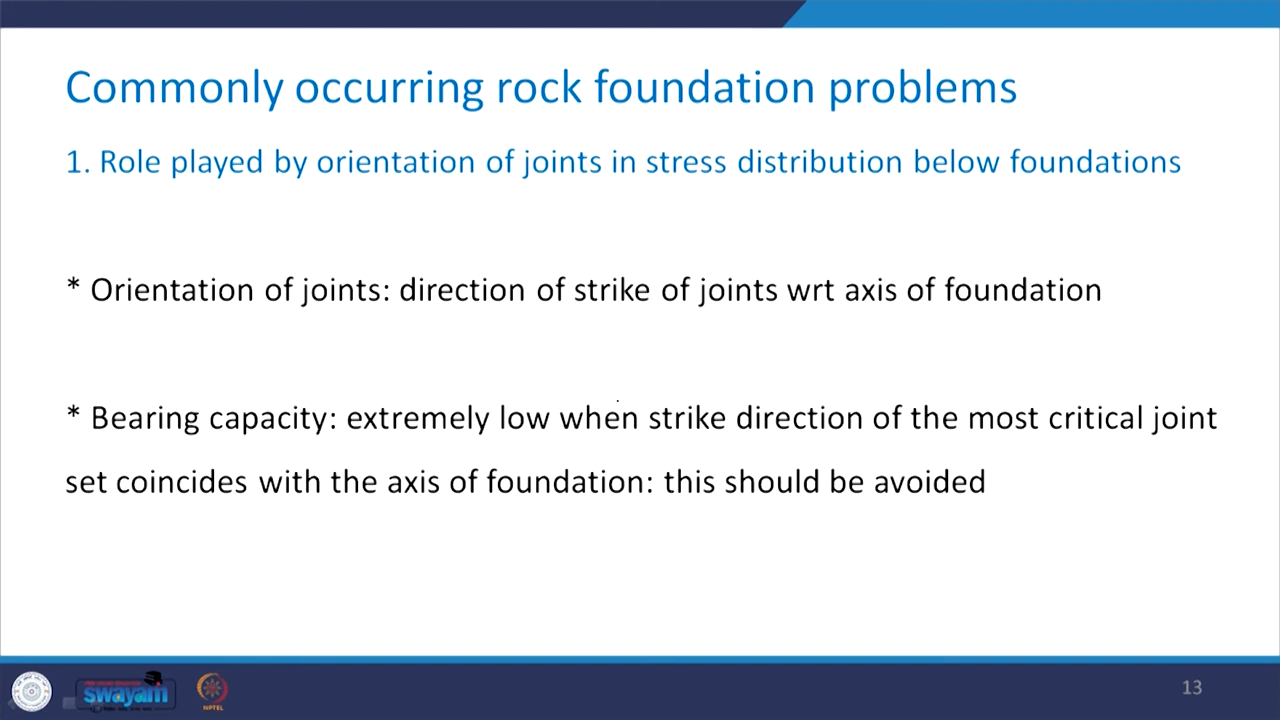 Commonly occurring rock foundation problems
1. Role played by orientation of joints in stress distribution below foundations
* Orientation of joints: direction of strike of joints wrt axis of foundation
* Bearing capacity: extremely low when strike direction of the most critical joint
set coincides with the axis of foundation: this should be avoided
swayam
NPTEL
13